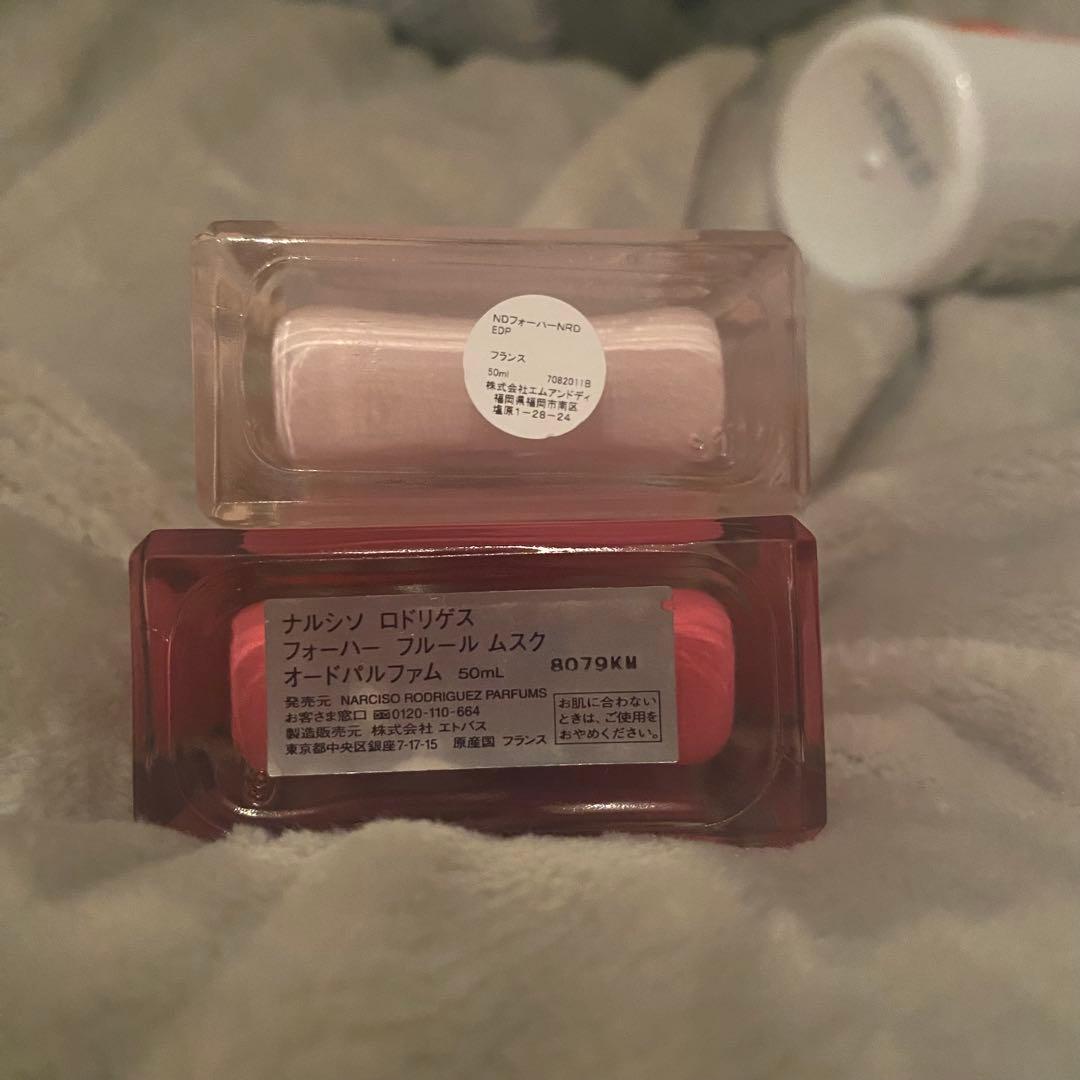 NDフォーハーNRD
EDP
フランス
50ml 7082011B
株式会社エムアンドディ
福岡県福岡市南区
塩原1-28-24
ナルシソ ロドリゲス
フォーハー フルール ムスク
オードパルファム 50mL 8079KM
発売元 NARCISO RODRIGUEZ PARFUMS
お客さま窓口 0120-110-664
製造販売元 株式会社 エトバス
東京都中央区銀座7-17-15 原産国 フランス
お肌に合わない
ときは、ご使用を
おやめください。